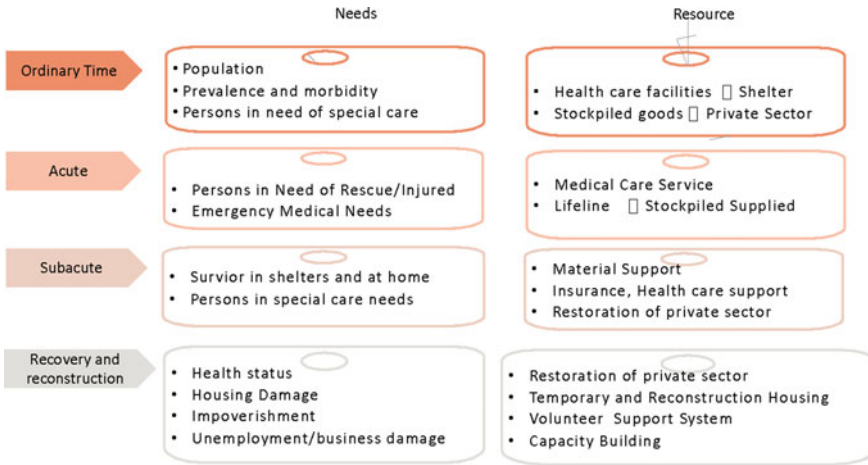 Needs
Resource
Ordinary Time
• Population
• Prevalence and morbidity
• Persons in need of special care
• Health care facilities ▯ Shelter
• Stockpiled goods ▯ Private Sector
Acute
• Persons in Need of Rescue/Injured
• Emergency Medical Needs
• Medical Care Service
• Lifeline ▯ Stockpiled Supplied
Subacute
• Survior in shelters and at home
• Persons in special care needs
• Material Support
• Insurance, Health care support
• Restoration of private sector
Recovery and
reconstruction
• Health status
• Housing Damage
• Impoverishment
• Unemployment/business damage
• Restoration of private sector
• Temporary and Reconstruction Housing
• Volunteer Support System
• Capacity Building